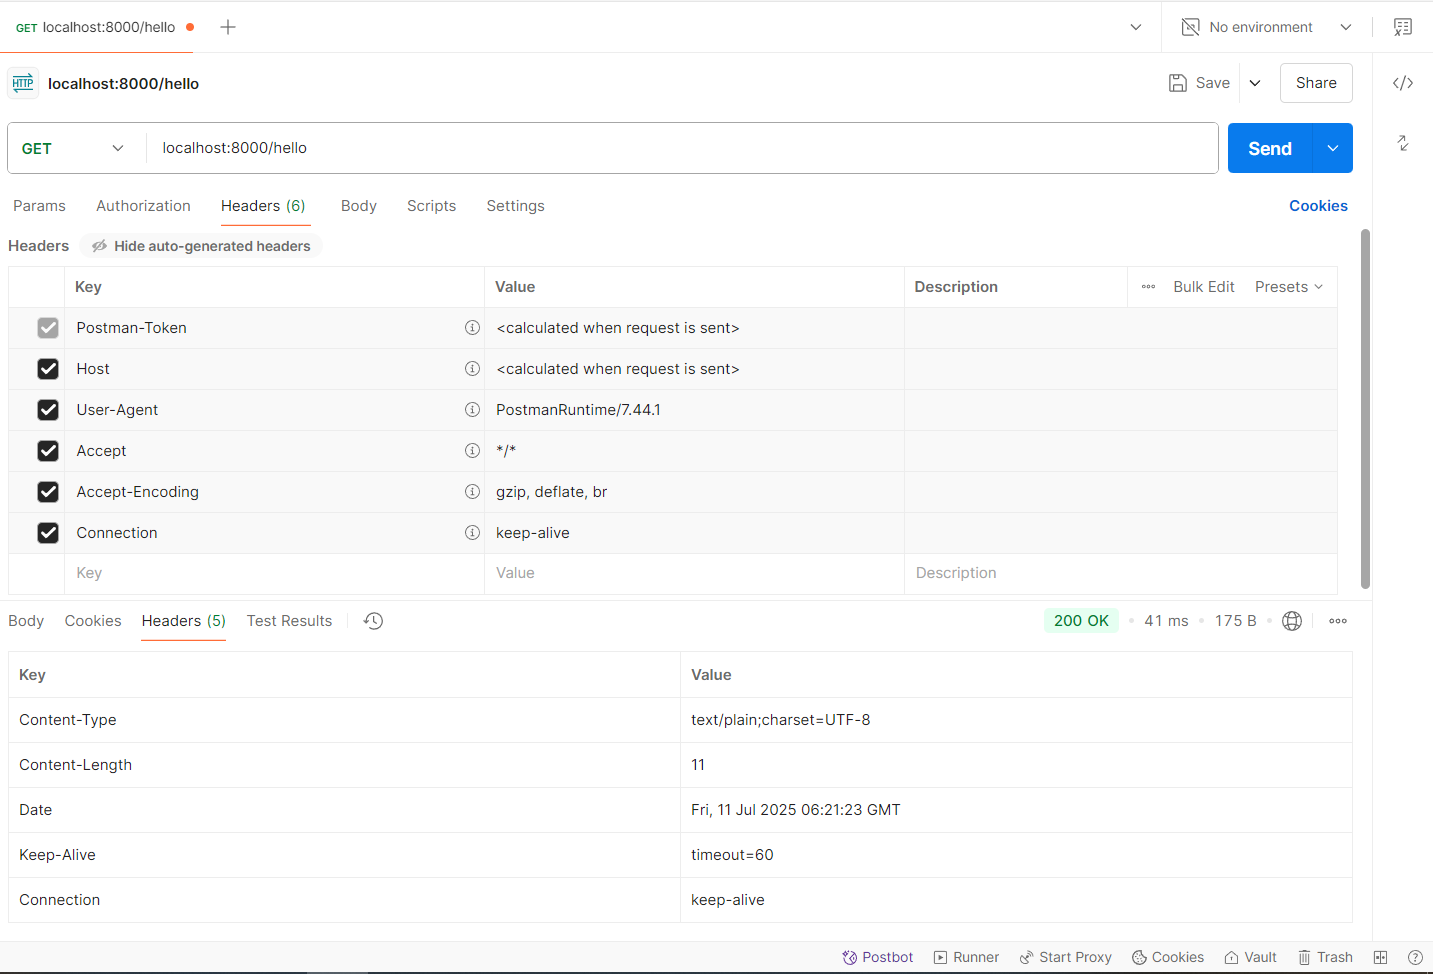 GET localhost:8000/hello
No environment
HTTP localhost:8000/hello
Save
Share
GET localhost:8000/hello
Send
Params Authorization Headers (6) Body Scripts Settings
Cookies
Headers Hide auto-generated headers
Key Value Description Bulk Edit Presets
Postman-Token <calculated when request is sent>
Host <calculated when request is sent>
User-Agent PostmanRuntime/7.44.1
Accept */*
Accept-Encoding gzip, deflate, br
Connection keep-alive
Key Value Description
Body Cookies Headers (5) Test Results
200 OK 41 ms 175 B
Key Value
Content-Type text/plain;charset=UTF-8
Content-Length 11
Date Fri, 11 Jul 2025 06:21:23 GMT
Keep-Alive timeout=60
Connection keep-alive
Postbot Runner Start Proxy Cookies Vault Trash